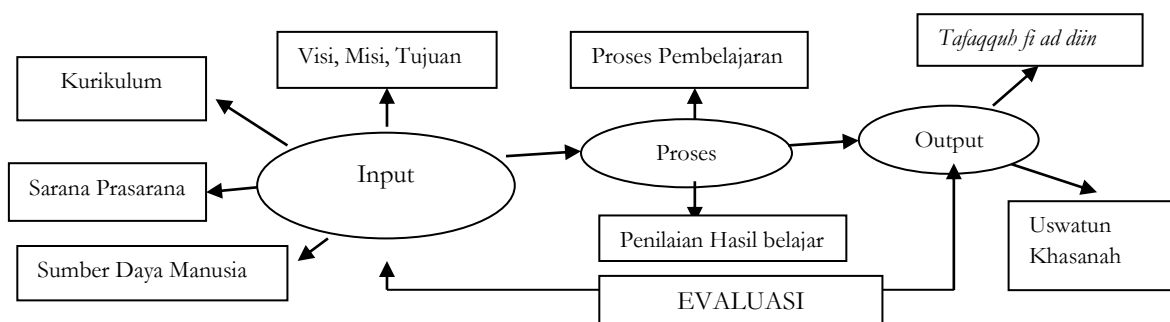 Visi, Misi, Tujuan
Proses Pembelajaran
Tafaqquh fi ad diin
Kurikulum
Input
Proses
Output
Sarana Prasarana
Uswatun
Khasanah
Penilaian Hasil belajar
Sumber Daya Manusia
EVALUASI